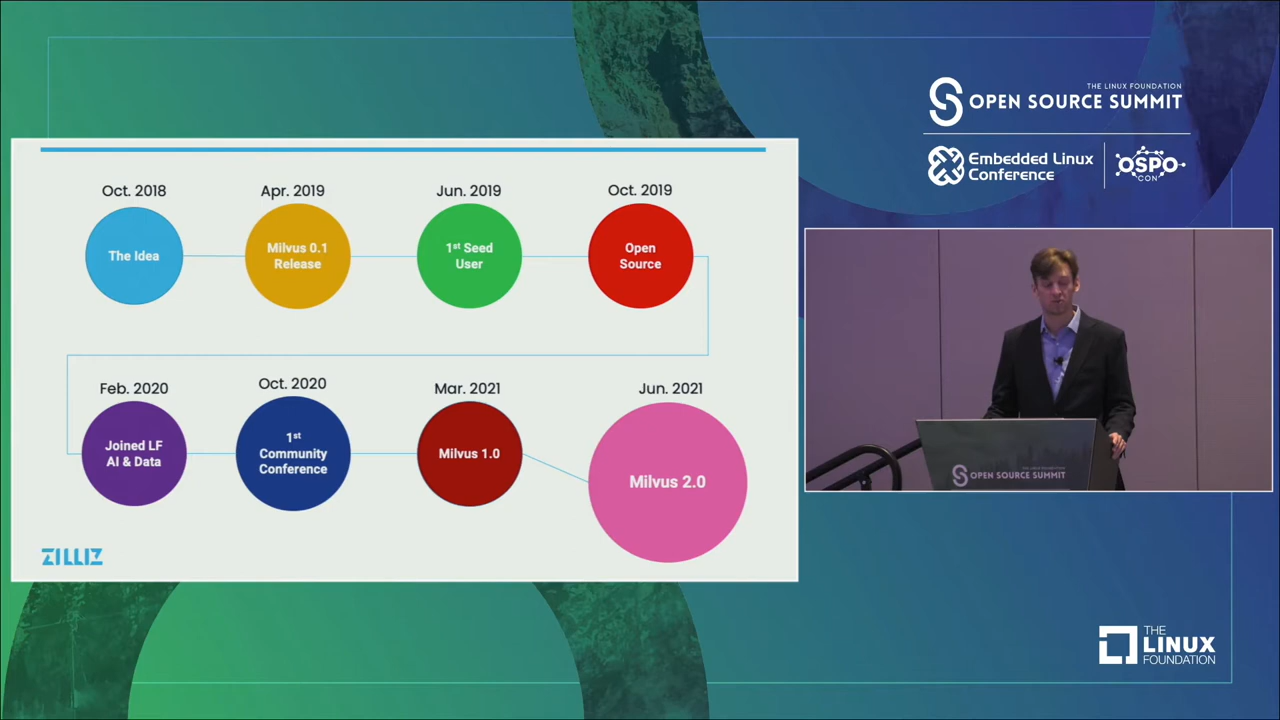 THE LINUX FOUNDATION
OPEN SOURCE SUMMIT
Embedded Linux
Conference
OSPO
CON
Oct. 2018
Apr. 2019
Jun. 2019
Oct. 2019
The Idea
Milvus 0.1
Release
1st Seed
User
Open
Source
Feb. 2020
Oct. 2020
Mar. 2021
Jun. 2021
Joined LF
AI & Data
1st
Community
Conference
Milvus 1.0
Milvus 2.0
ZILLIZ
OPEN SOURCE SUMMIT
THE
LINUX
FOUNDATION